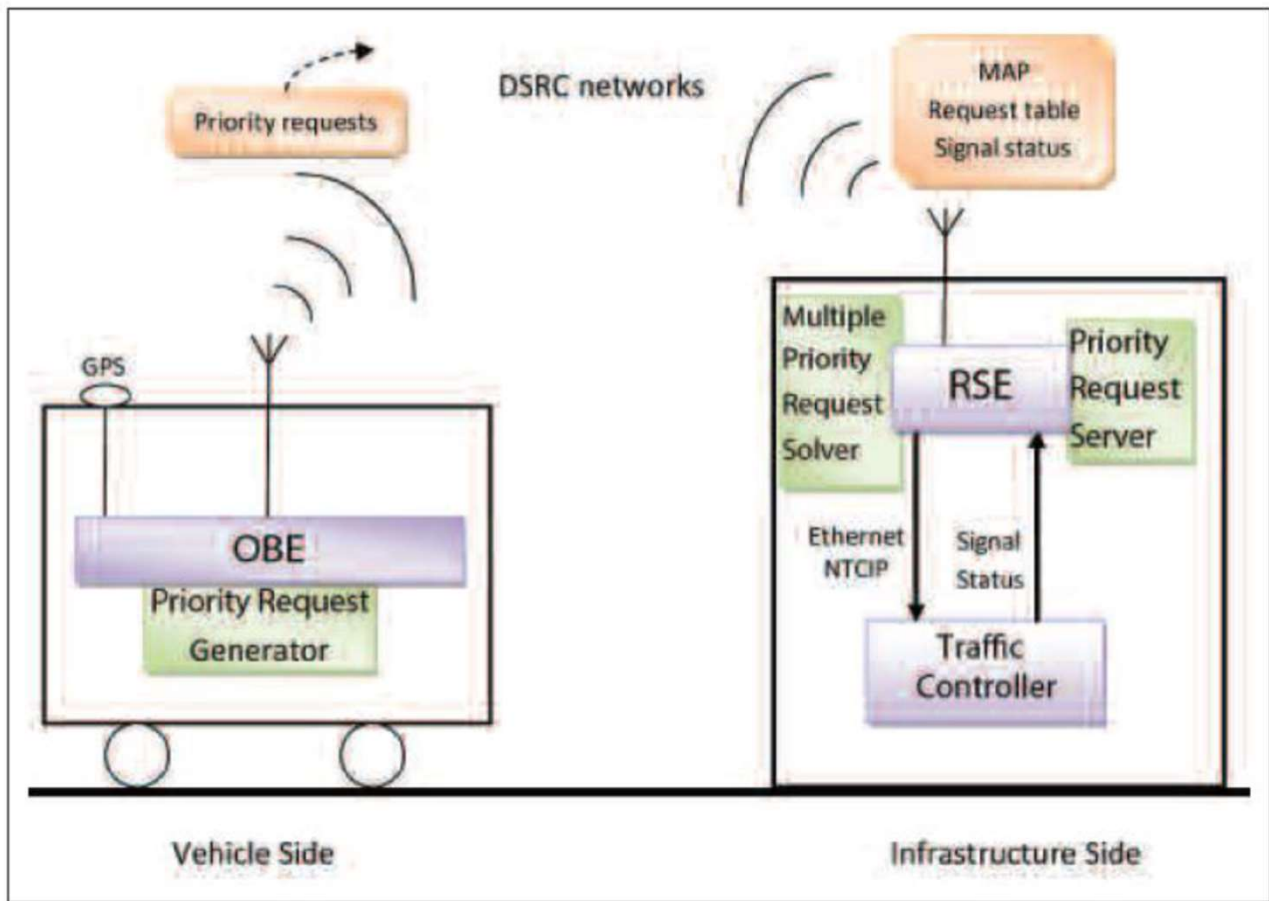 Priority requests
DSRC networks
MAP
Request table
Signal status
GPS
OBE
Priority Request
Generator
Multiple
Priority
Request
Solver
RSE
Priority
Request
Server
Ethernet
NTCIP
Signal
Status
Traffic
Controller
Vehicle Side
Infrastructure Side